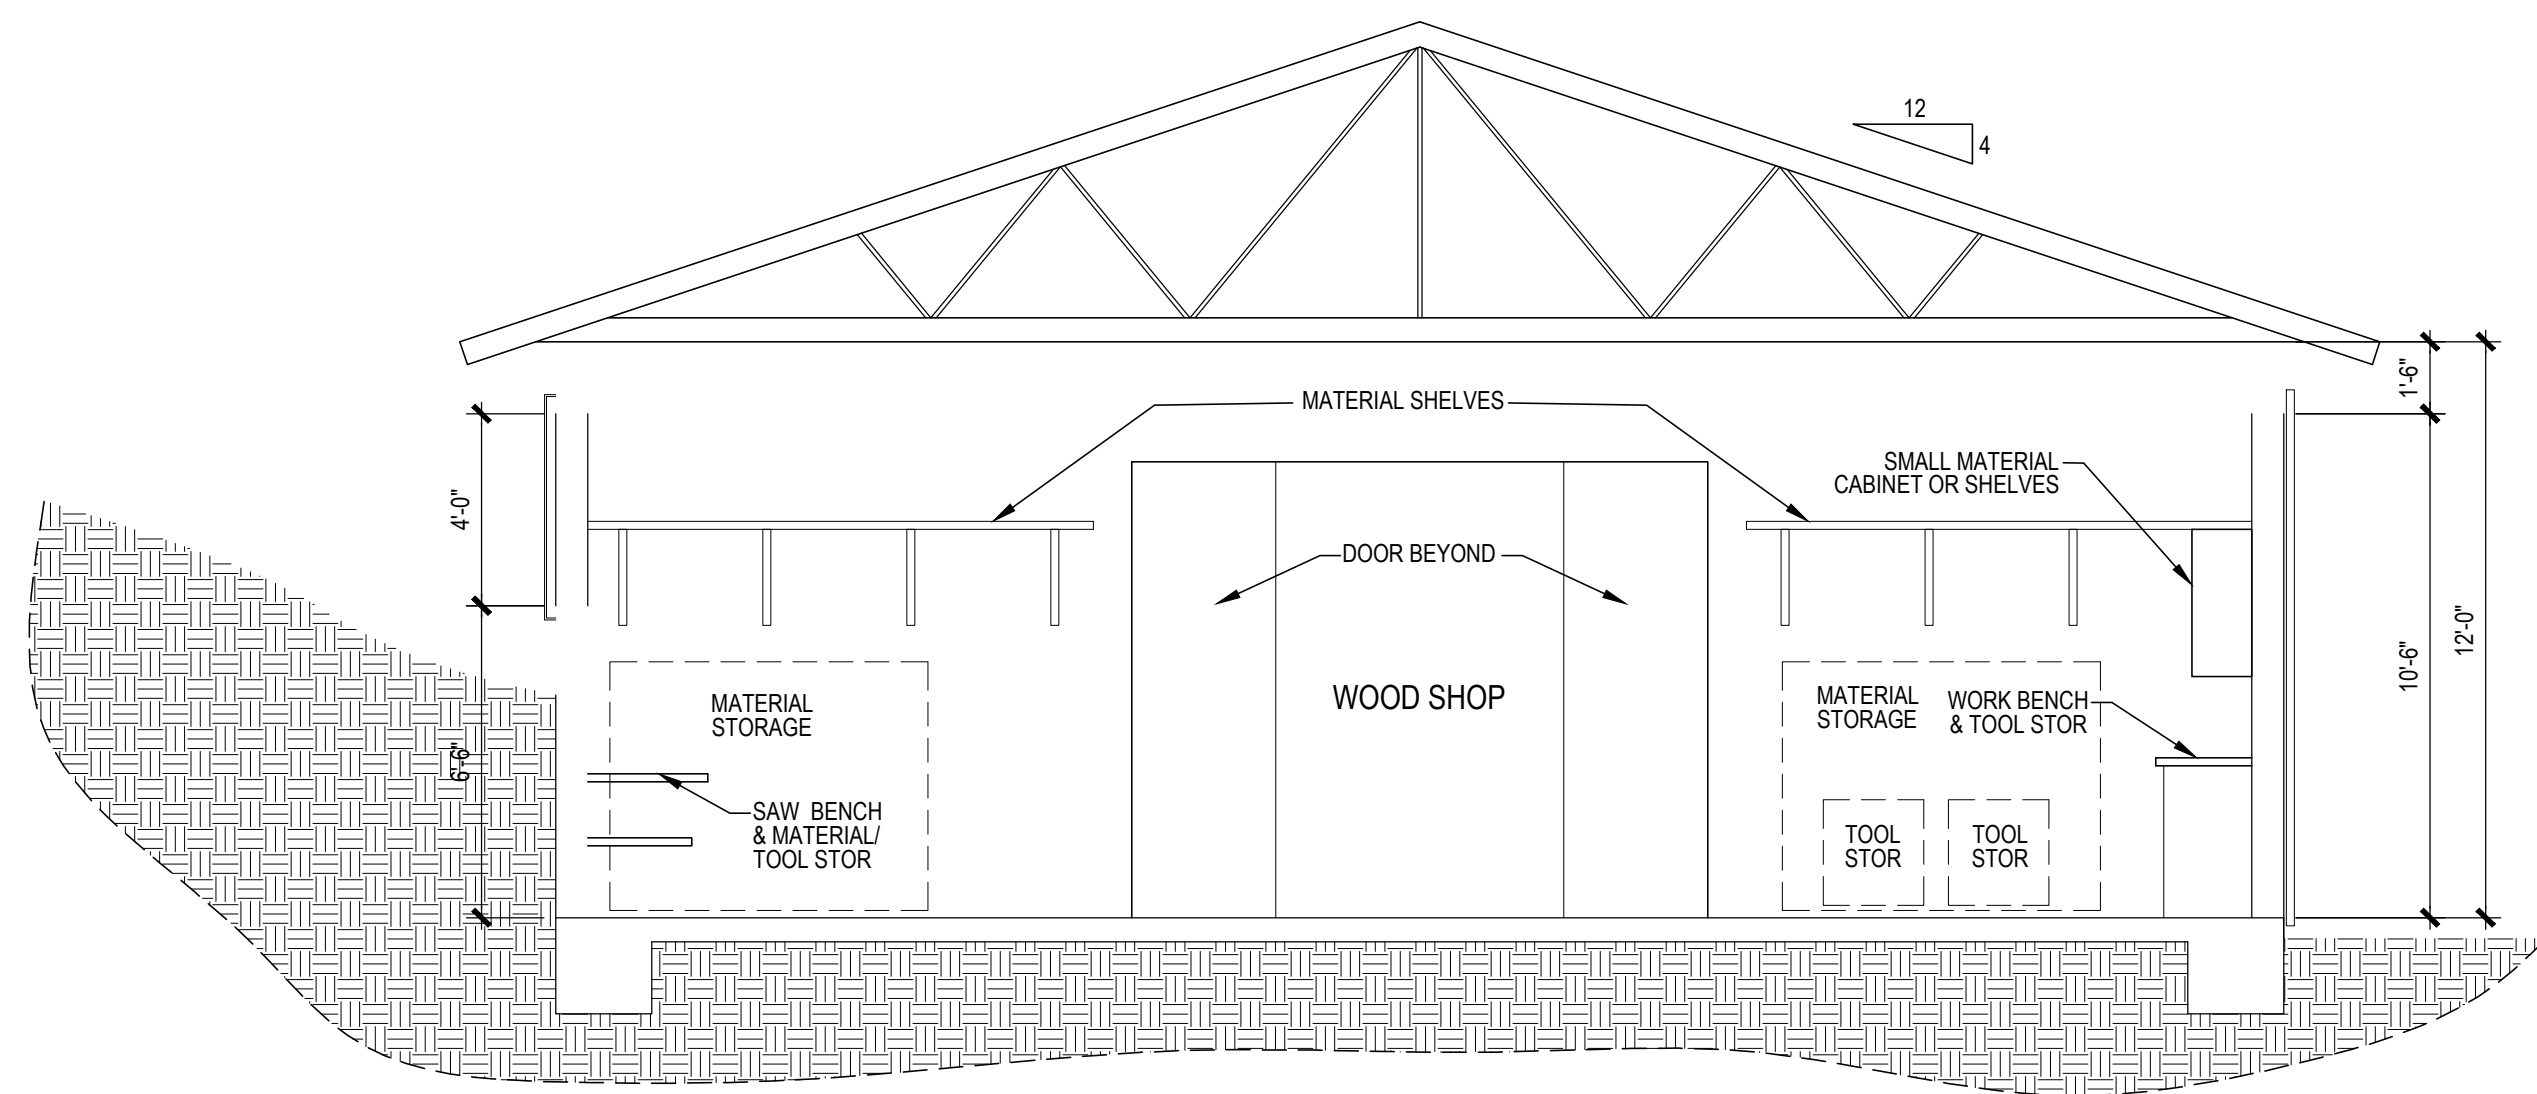 12
4
1'-6"
MATERIAL SHELVES
SMALL MATERIAL
CABINET OR SHELVES
4'-0"
DOOR BEYOND
12'-0"
10'-6"
WOOD SHOP
MATERIAL
STORAGE
MATERIAL
STORAGE
WORK BENCH
& TOOL STOR
6'-6"
SAW BENCH
& MATERIAL/
TOOL STOR
TOOL
STOR
TOOL
STOR